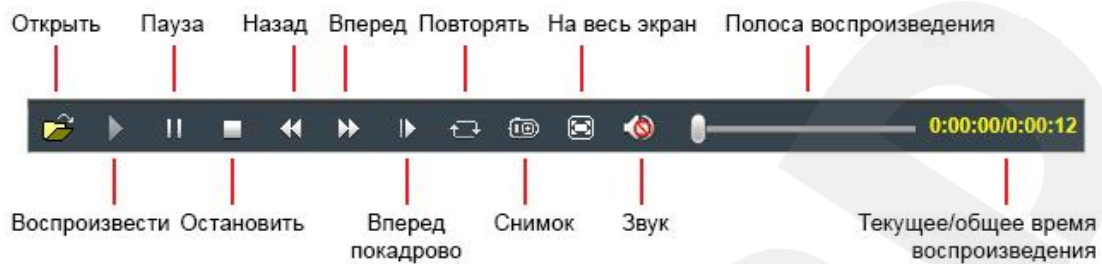 Открыть Пауза Назад Вперед Повторять На весь экран Полоса воспроизведения
0:00:00/0:00:12
Воспроизвести Остановить Вперед покадрово Снимок Звук Текущее/общее время воспроизведения